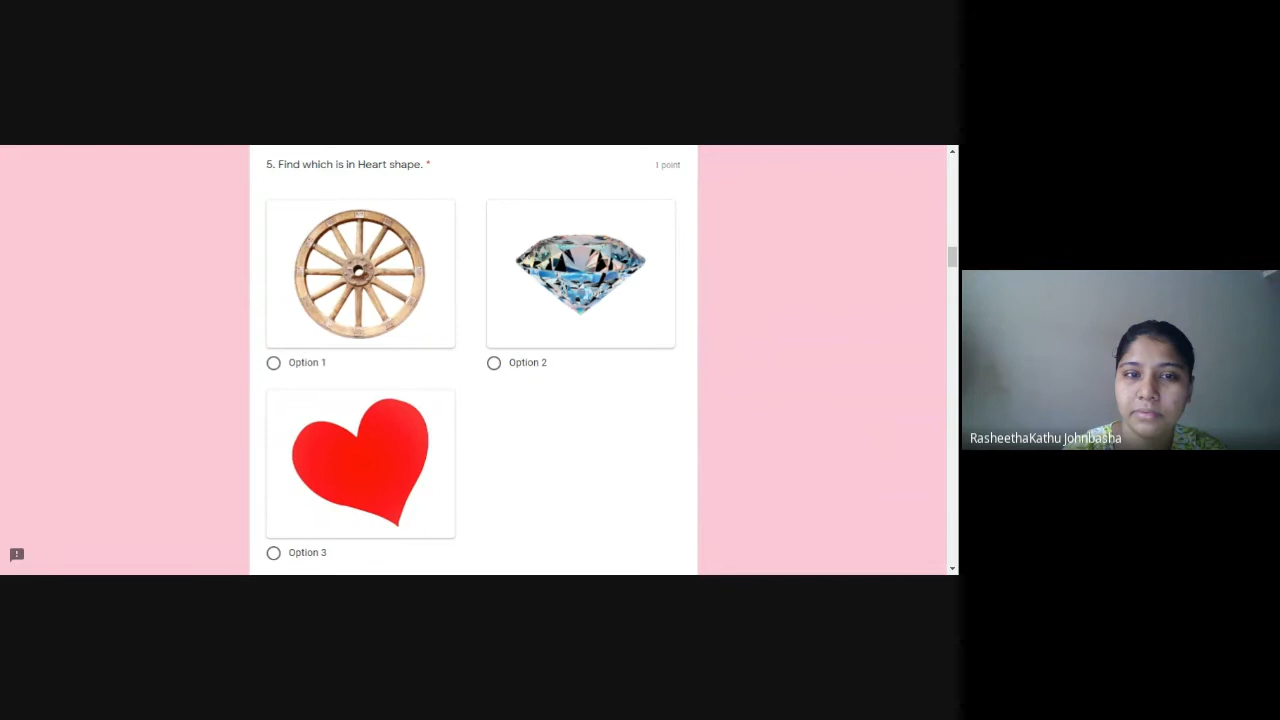 5. Find which is in Heart shape. *
1 point
Option 1
Option 2
Option 3
RasheethaKathu Johnbasha